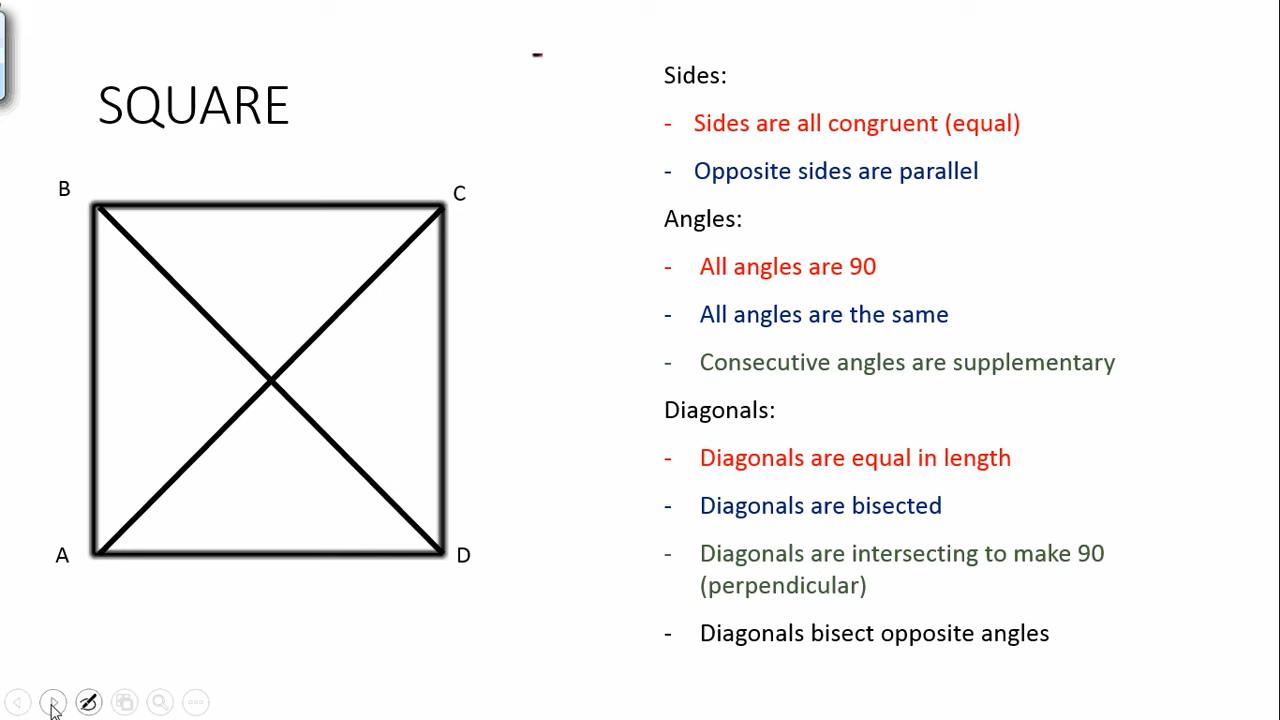 SQUARE
B
C
A
D
Sides:
- Sides are all congruent (equal)
- Opposite sides are parallel
Angles:
- All angles are 90
- All angles are the same
- Consecutive angles are supplementary
Diagonals:
- Diagonals are equal in length
- Diagonals are bisected
- Diagonals are intersecting to make 90
(perpendicular)
- Diagonals bisect opposite angles